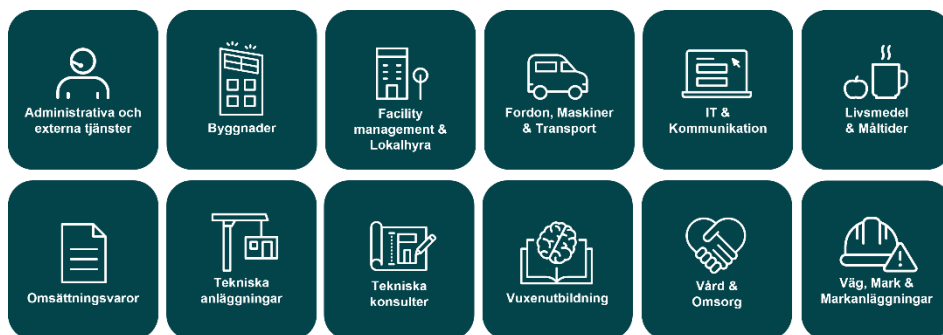 Administrativa och
externa tjänster
Byggnader
Facility
management &
Lokalhyra
Fordon, Maskiner
& Transport
IT &
Kommunikation
Livsmedel
& Måltider
Omsättningsvaror
Tekniska
anläggningar
Tekniska
konsulter
Vuxenutbildning
Vård &
Omsorg
Väg, Mark &
Markanläggningar